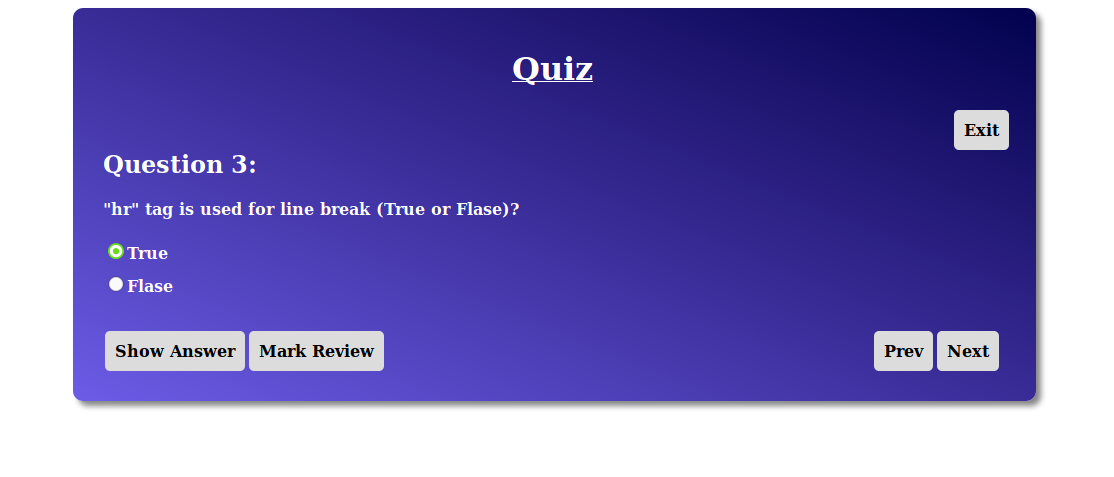 Quiz
Exit
Question 3:
"hr" tag is used for line break (True or Flase)?
True
Flase
Show Answer Mark Review Prev Next